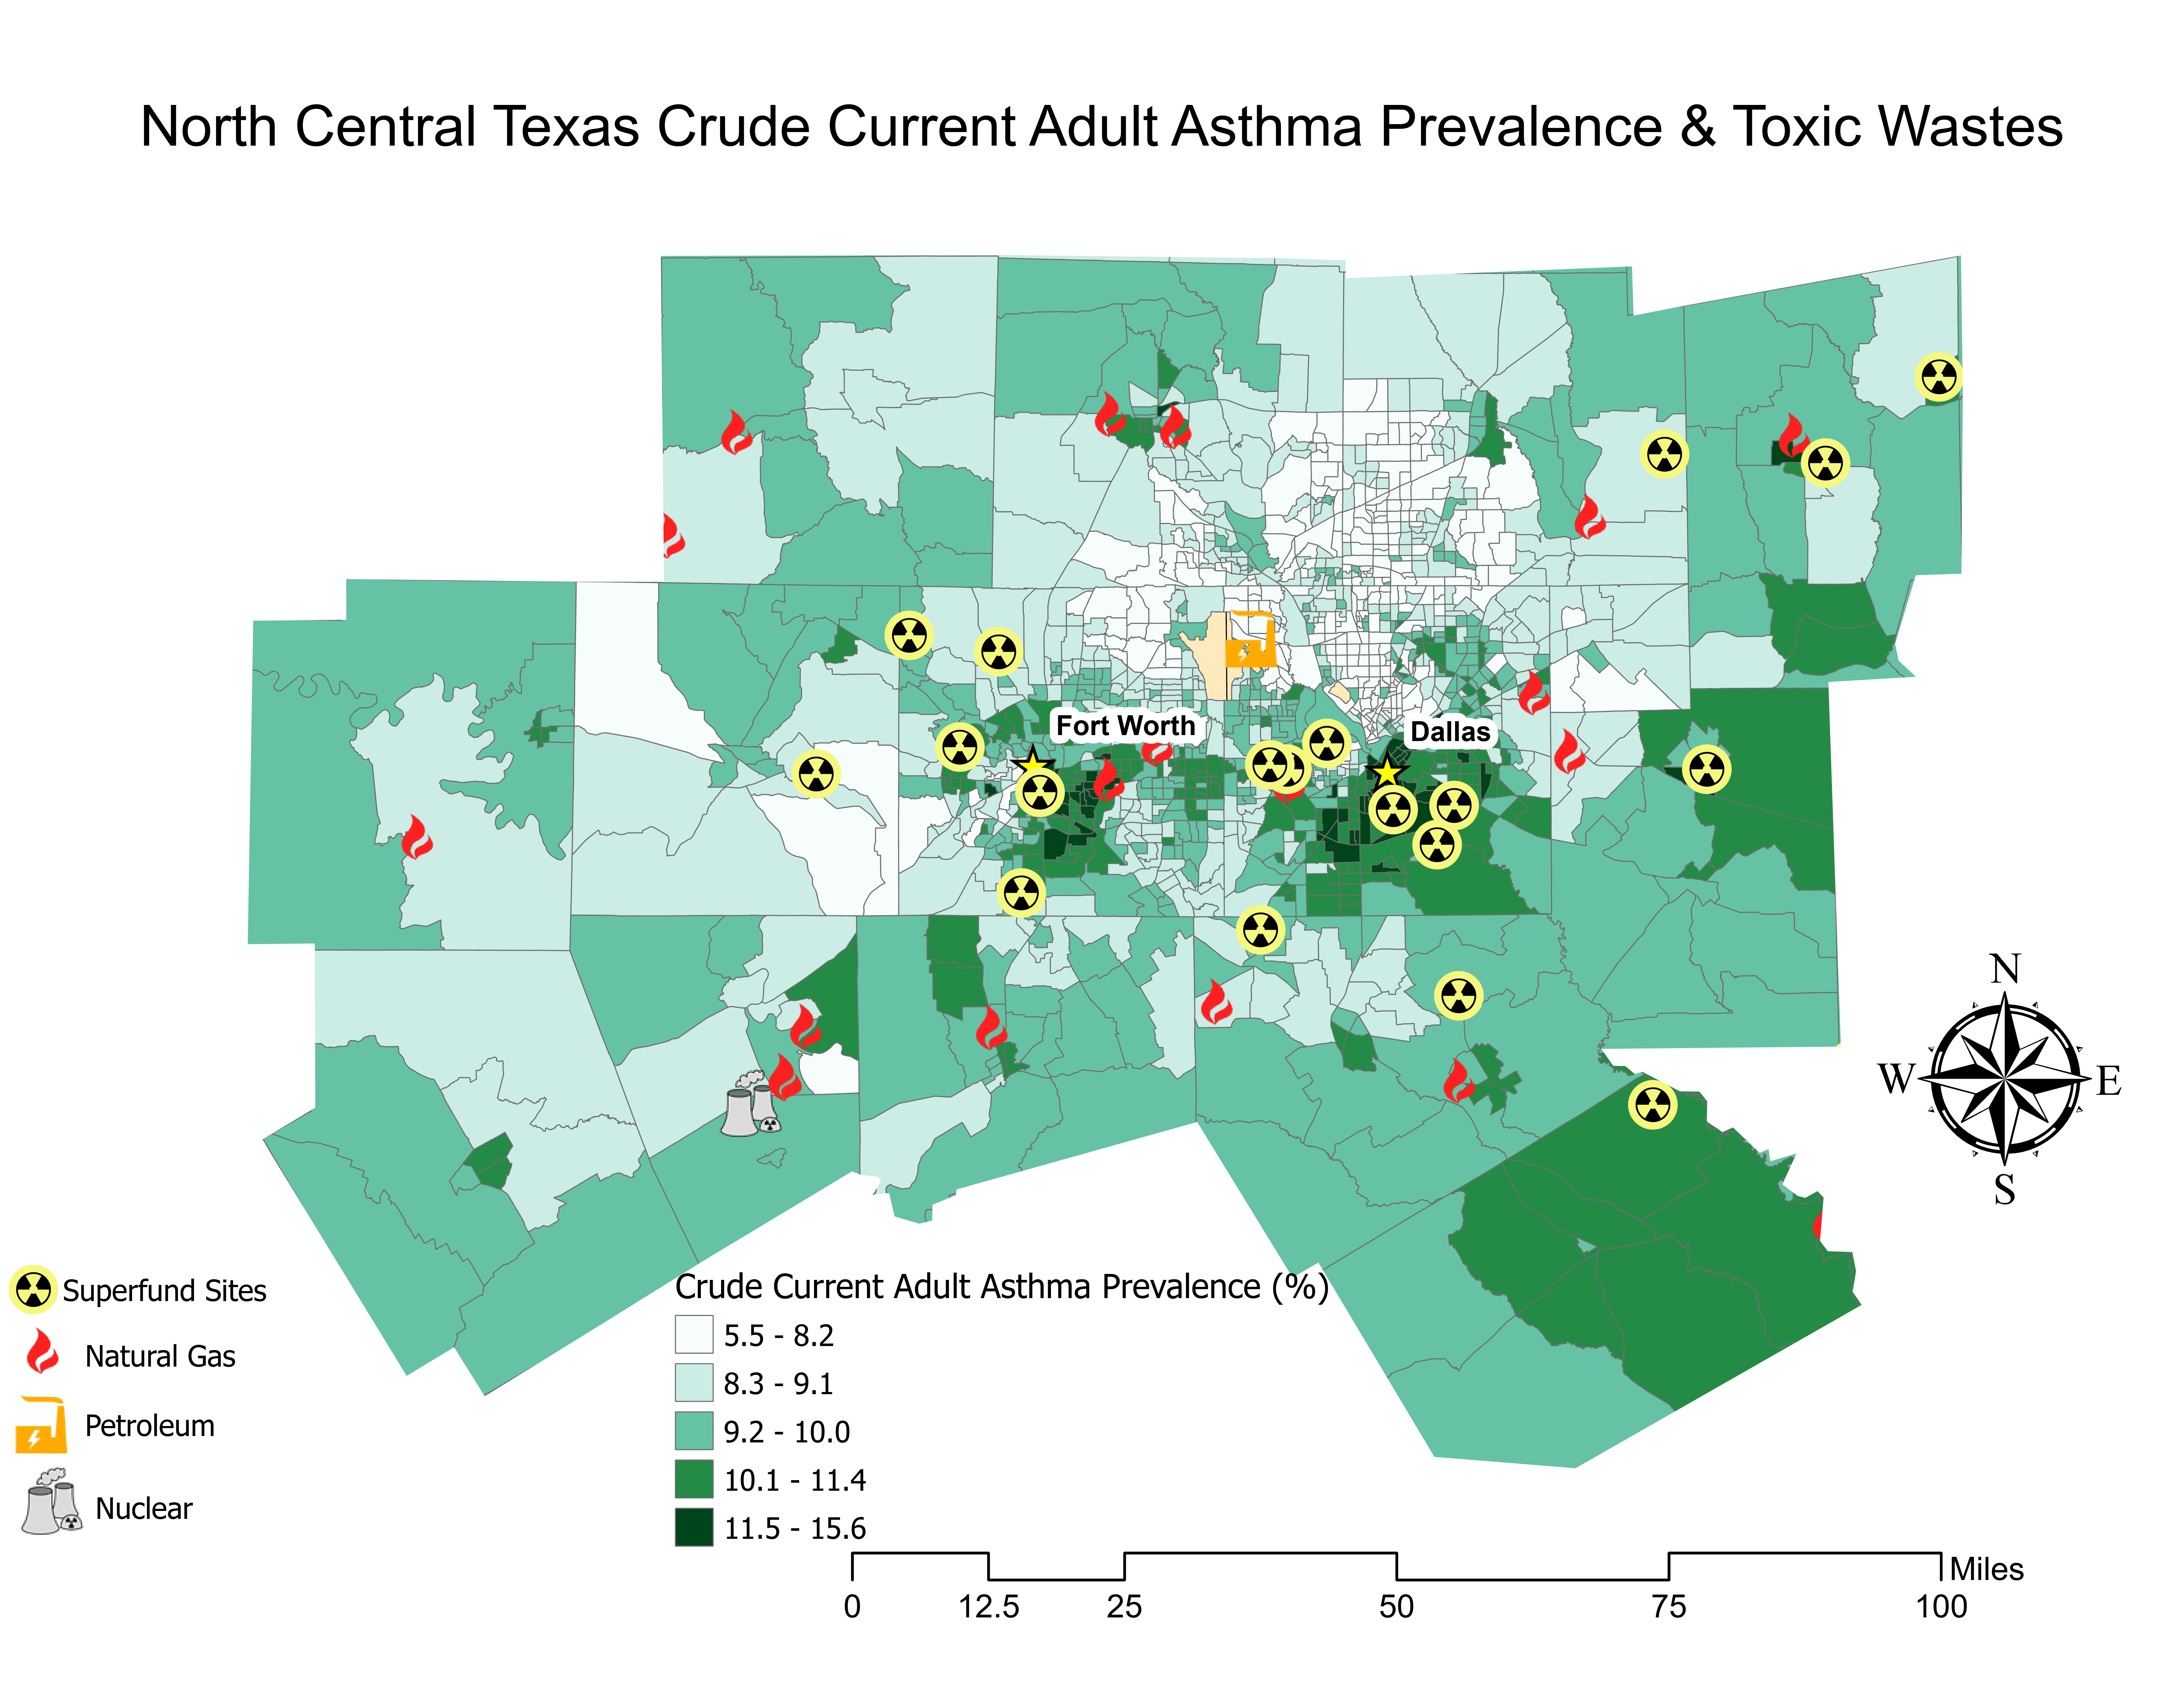 North Central Texas Crude Current Adult Asthma Prevalence & Toxic Wastes
Fort Worth
Dallas
N
W
E
S
Superfund Sites
Natural Gas
Petroleum
Nuclear
Crude Current Adult Asthma Prevalence (%)
5.5 - 8.2
8.3 - 9.1
9.2 - 10.0
10.1 - 11.4
11.5 - 15.6
Miles
0 12.5 25 50 75 100